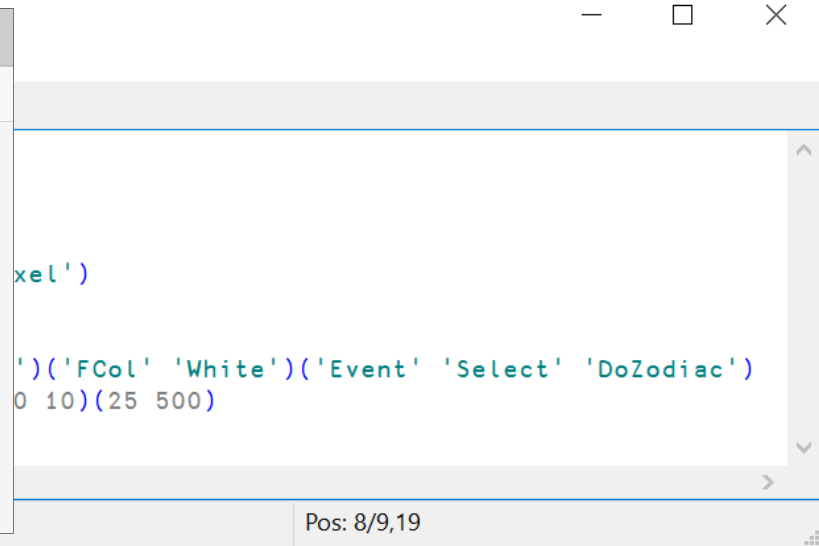 xel')
')('FCol' 'White')('Event' 'Select' 'DoZodiac')
0 10)(25 500)
Pos: 8/9,19